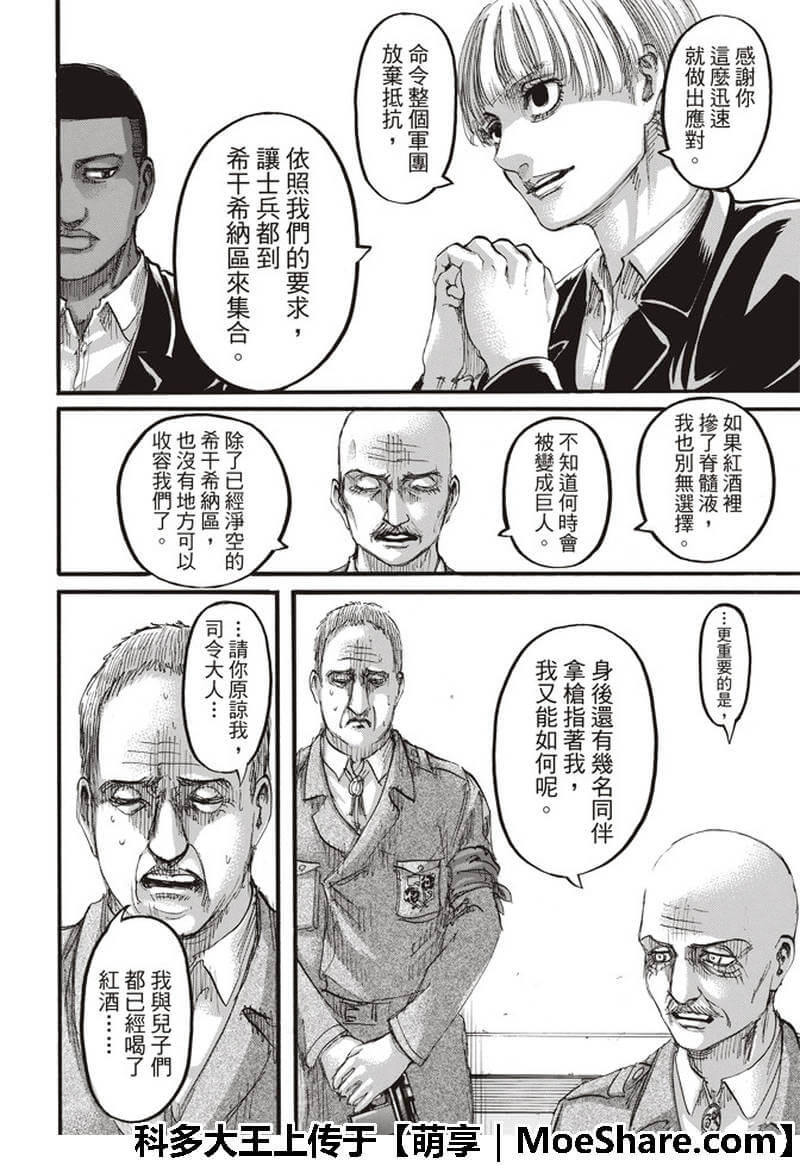 感謝你
這麼迅速
就做出應對。
命令整個軍團
放棄抵抗，
依照我們的要求，
讓士兵都到
希干希納區來集合。
如果紅酒裡
摻了脊髓液，
我也別無選擇。
不知道何時會
被變成巨人。
除了已經淨空的
希干希納區，
也沒有地方可以
收容我們了。
…更重要的是，
身後還有幾名同伴
拿槍指著我，
我又能如何呢。
…請你原諒我，
司令大人…
我與兒子們
都已經喝了
紅酒……
科多大王上传于【萌享| MoeShare.com】